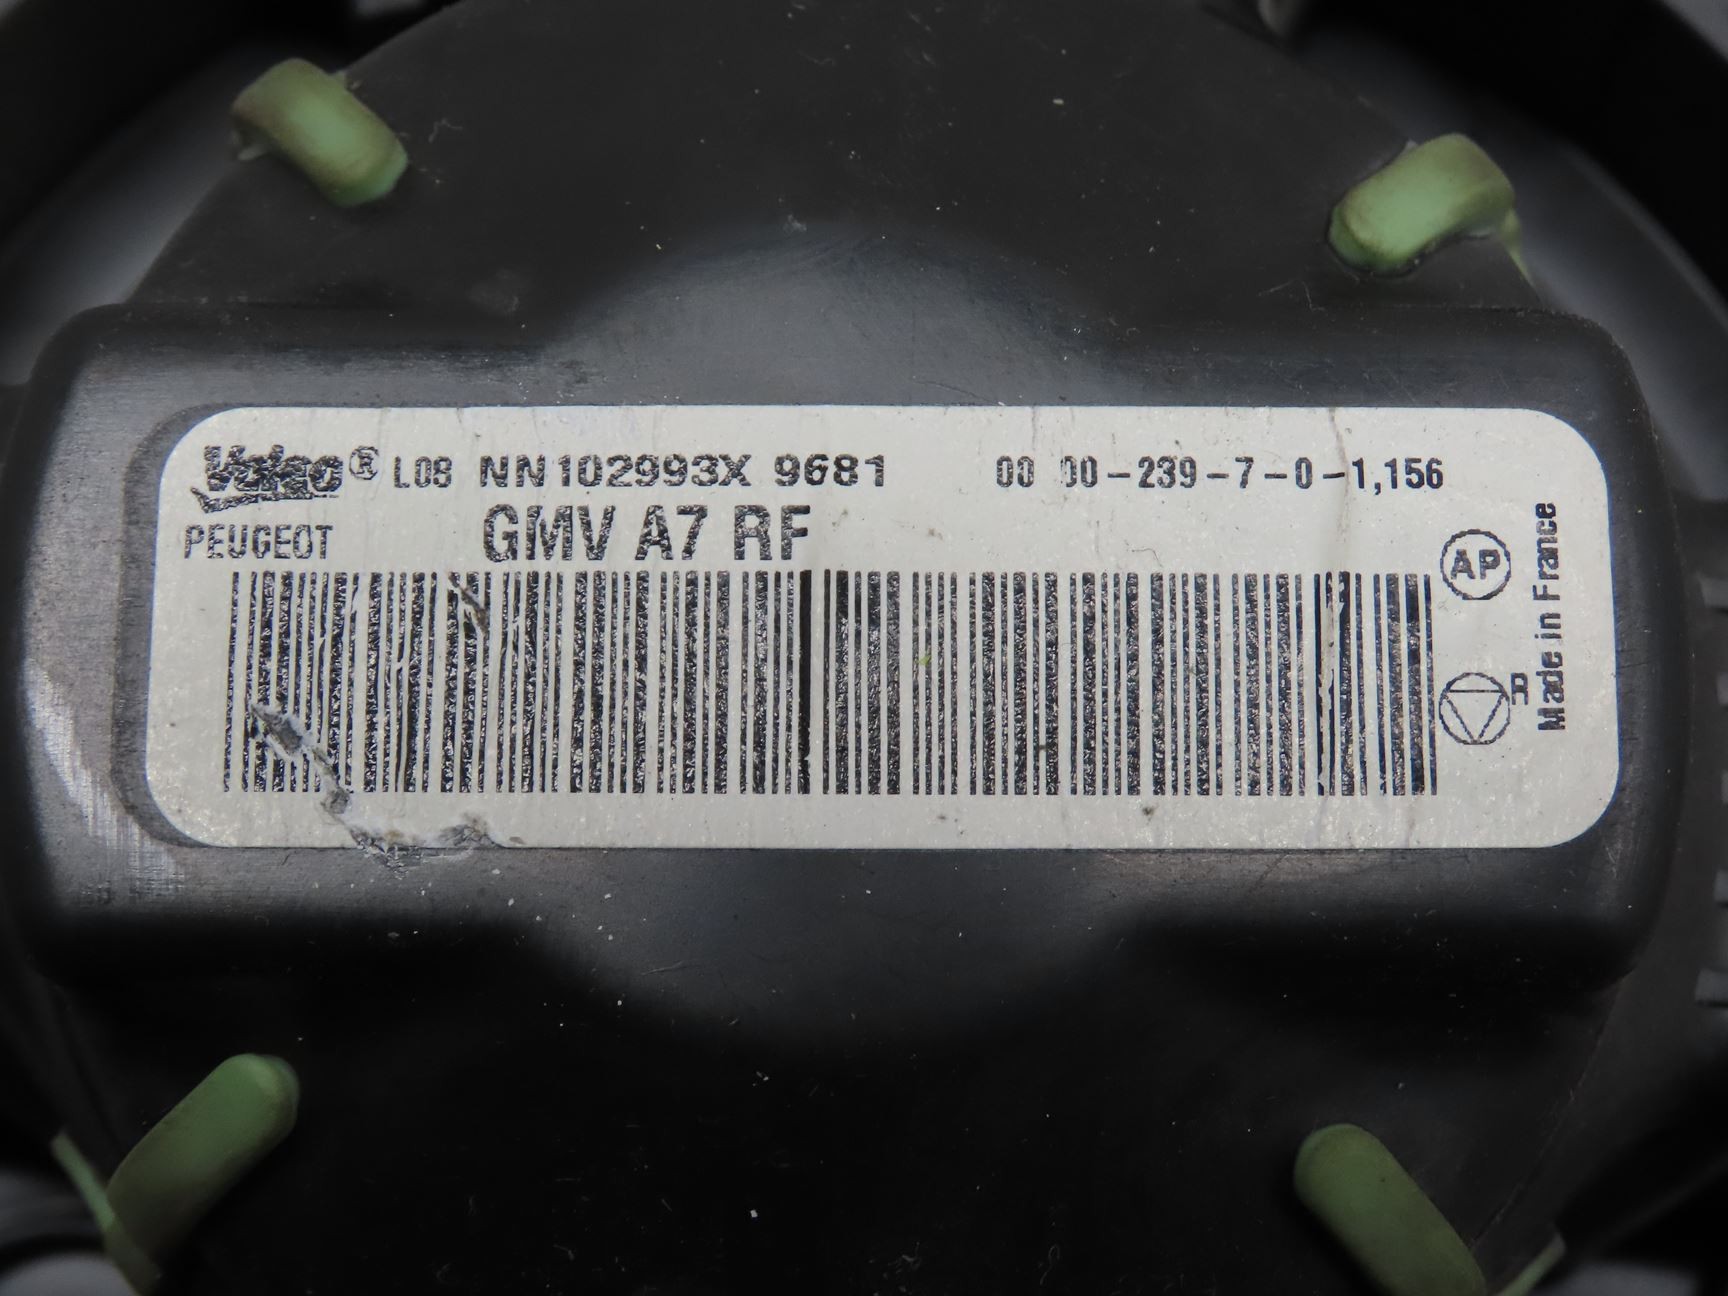 Valeo® L08 NN102993X 9681 00 00-239-7-0-1,156
PEUGEOT GMV A7 RF
AP
R
Made in France